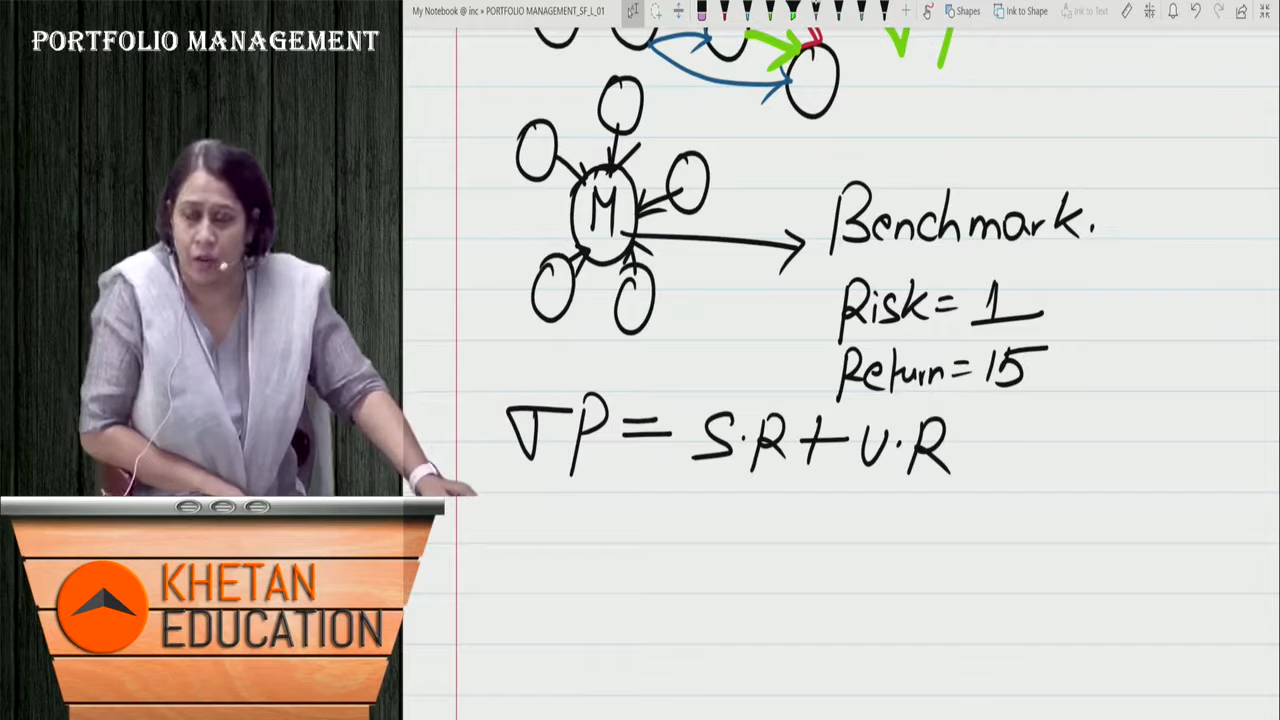 My Notebook @ inc » PORTFOLIO MANAGEMENT_SF_L_01
Shapes
Ink to Shape
Ink to Text
PORTFOLIO MANAGEMENT
M
Benchmark.
Risk = 1
Return = 15
σP = S.R + U.R
KHETAN
EDUCATION